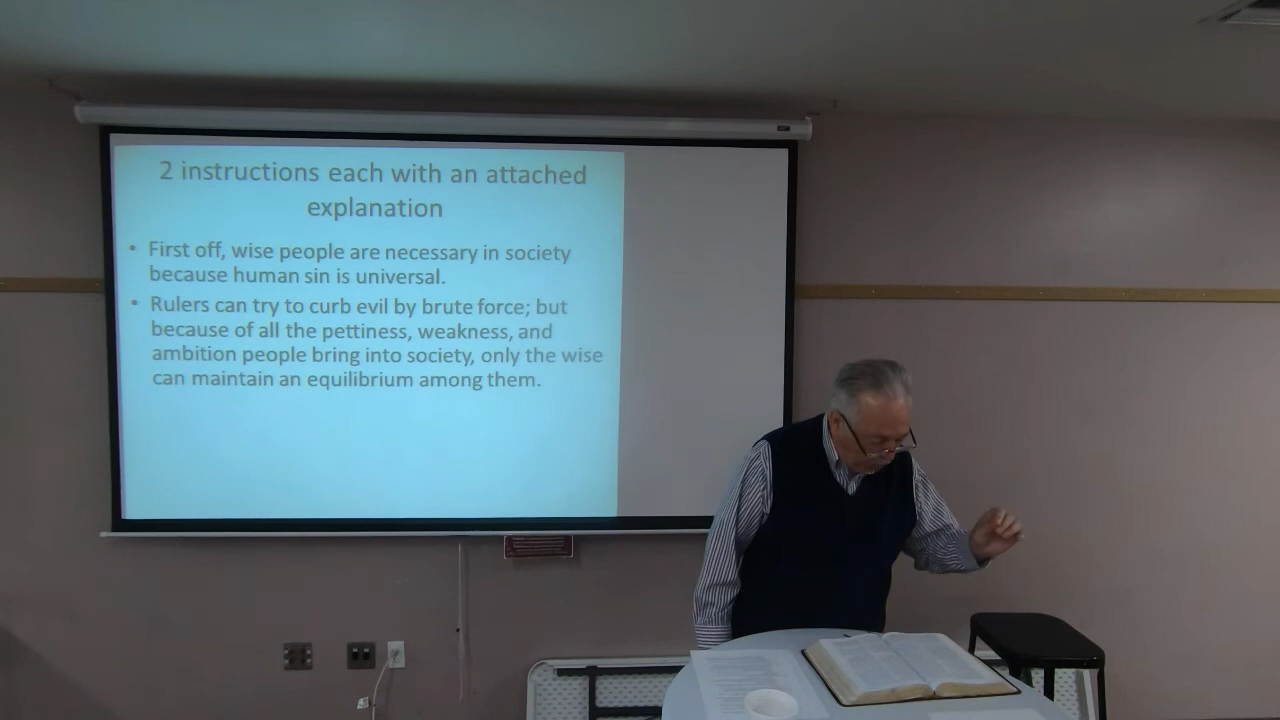 2 instructions each with an attached
explanation
• First off, wise people are necessary in society
because human sin is universal.
• Rulers can try to curb evil by brute force; but
because of all the pettiness, weakness, and
ambition people bring into society, only the wise
can maintain an equilibrium among them.